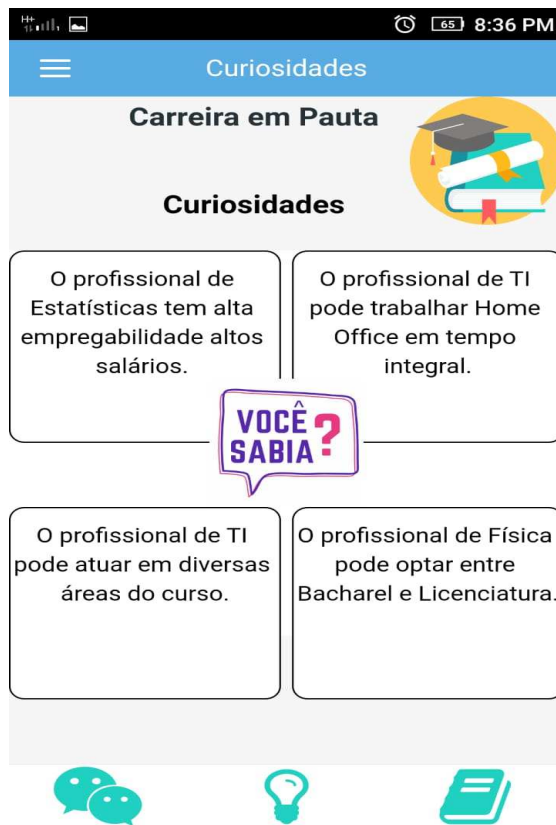 H+
65 8:36 PM
Curiosidades
Carreira em Pauta
Curiosidades
O profissional de
Estatísticas tem alta
empregabilidade altos
salários.
O profissional de TI
pode trabalhar Home
Office em tempo
integral.
VOCÊ
SABIA?
O profissional de TI
pode atuar em diversas
áreas do curso.
O profissional de Física
pode optar entre
Bacharel e Licenciatura.